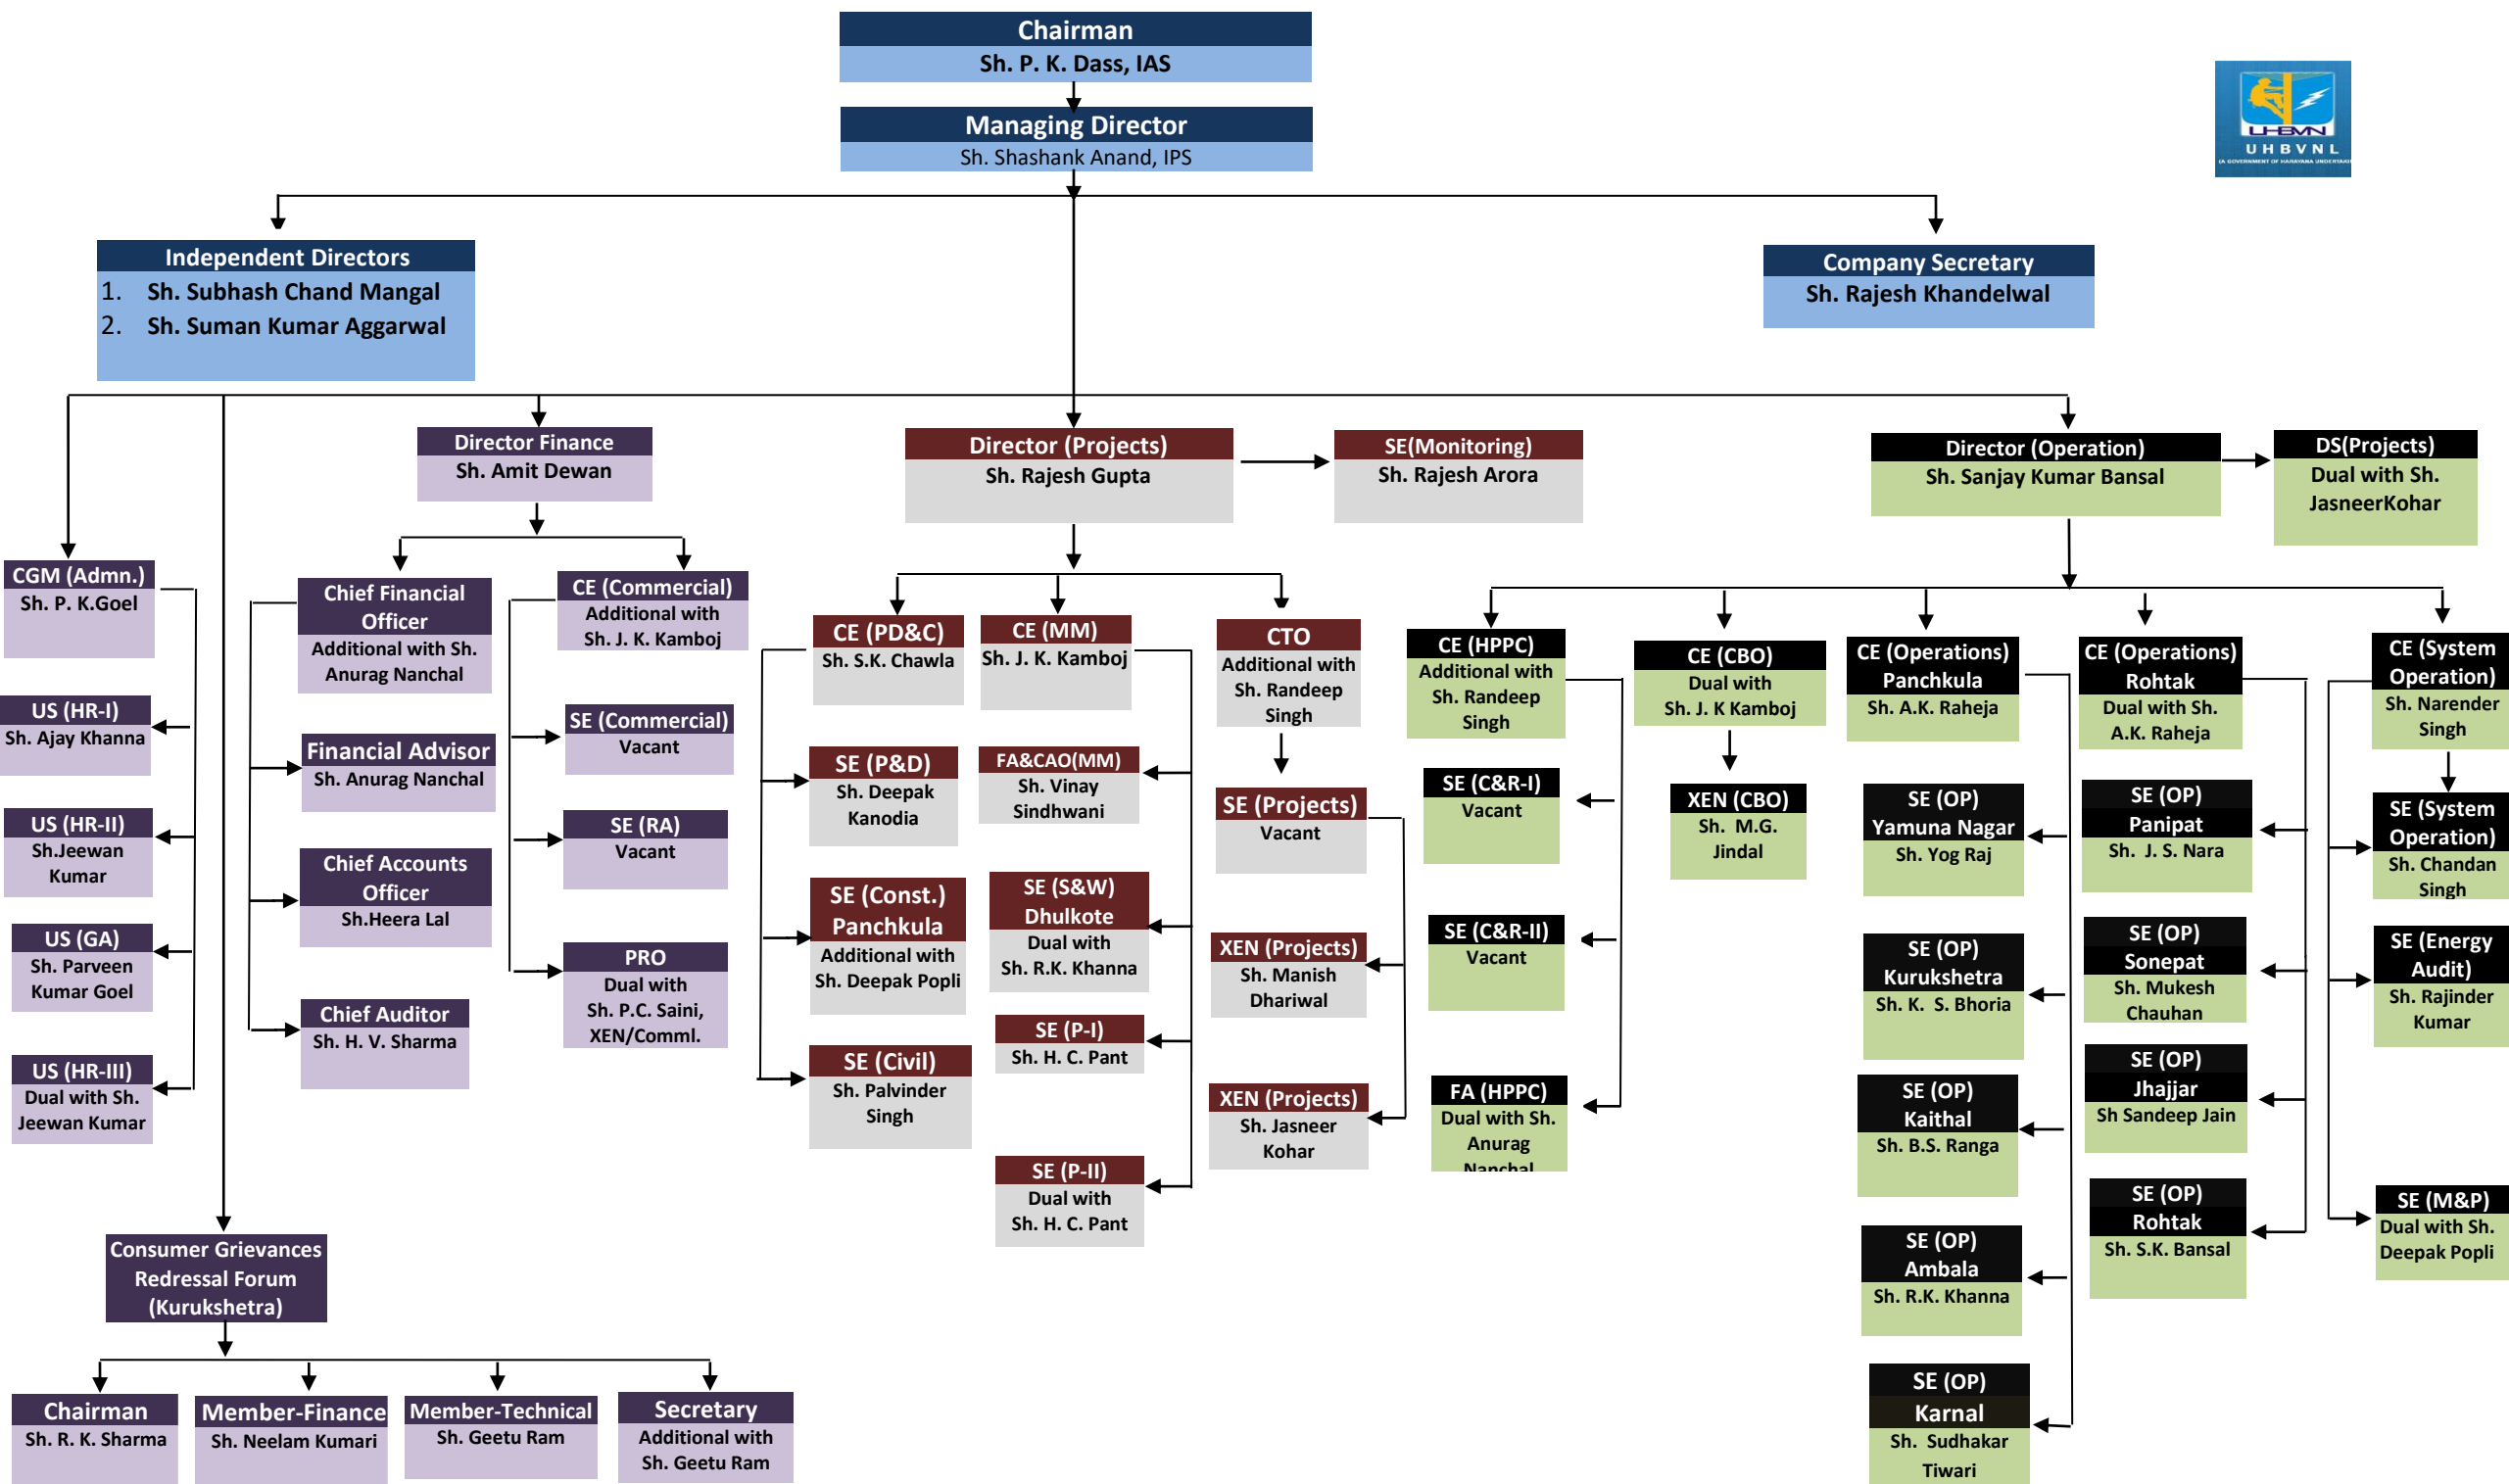 Chairman
Sh. P. K. Dass, IAS
Managing Director
Sh. Shashank Anand, IPS
UHBVN
UHBVNL
(A GOVERNMENT OF HARAYANA UNDERTAKI
Independent Directors
1. Sh. Subhash Chand Mangal
2. Sh. Suman Kumar Aggarwal
Company Secretary
Sh. Rajesh Khandelwal
Director Finance
Sh. Amit Dewan
Director (Projects)
Sh. Rajesh Gupta
SE(Monitoring)
Sh. Rajesh Arora
Director (Operation)
Sh. Sanjay Kumar Bansal
DS(Projects)
Dual with Sh.
JasneerKohar
CGM (Admn.)
Sh. P. K.Goel
US (HR-I)
Sh. Ajay Khanna
US (HR-II)
Sh.Jeewan
Kumar
US (GA)
Sh. Parveen
Kumar Goel
US (HR-III)
Dual with Sh.
Jeewan Kumar
Chief Financial
Officer
Additional with Sh.
Anurag Nanchal
Financial Advisor
Sh. Anurag Nanchal
Chief Accounts
Officer
Sh.Heera Lal
Chief Auditor
Sh. H. V. Sharma
CE (Commercial)
Additional with
Sh. J. K. Kamboj
SE (Commercial)
Vacant
SE (RA)
Vacant
PRO
Dual with
Sh. P.C. Saini,
XEN/Comml.
CE (PD&C)
Sh. S.K. Chawla
SE (P&D)
Sh. Deepak
Kanodia
SE (Const.)
Panchkula
Additional with
Sh. Deepak Popli
SE (Civil)
Sh. Palvinder
Singh
CE (MM)
Sh. J. K. Kamboj
FA&CAO(MM)
Sh. Vinay
Sindhwani
SE (S&W)
Dhulkote
Dual with
Sh. R.K. Khanna
SE (P-I)
Sh. H. C. Pant
SE (P-II)
Dual with
Sh. H. C. Pant
CTO
Additional with
Sh. Randeep
Singh
SE (Projects)
Vacant
XEN (Projects)
Sh. Manish
Dhariwal
XEN (Projects)
Sh. Jasneer
Kohar
CE (HPPC)
Additional with
Sh. Randeep
Singh
SE (C&R-I)
Vacant
SE (C&R-II)
Vacant
FA (HPPC)
Dual with Sh.
Anurag
Nanchal
CE (CBO)
Dual with
Sh. J. K Kamboj
XEN (CBO)
Sh. M.G.
Jindal
CE (Operations)
Panchkula
Sh. A.K. Raheja
SE (OP)
Yamuna Nagar
Sh. Yog Raj
SE (OP)
Kurukshetra
Sh. K. S. Bhoria
SE (OP)
Kaithal
Sh. B.S. Ranga
SE (OP)
Ambala
Sh. R.K. Khanna
SE (OP)
Karnal
Sh. Sudhakar
Tiwari
CE (Operations)
Rohtak
Dual with Sh.
A.K. Raheja
SE (OP)
Panipat
Sh. J. S. Nara
SE (OP)
Sonepat
Sh. Mukesh
Chauhan
SE (OP)
Jhajjar
Sh Sandeep Jain
SE (OP)
Rohtak
Sh. S.K. Bansal
CE (System
Operation)
Sh. Narender
Singh
SE (System
Operation)
Sh. Chandan
Singh
SE (Energy
Audit)
Sh. Rajinder
Kumar
SE (M&P)
Dual with Sh.
Deepak Popli
Consumer Grievances
Redressal Forum
(Kurukshetra)
Chairman
Sh. R. K. Sharma
Member-Finance
Sh. Neelam Kumari
Member-Technical
Sh. Geetu Ram
Secretary
Additional with
Sh. Geetu Ram